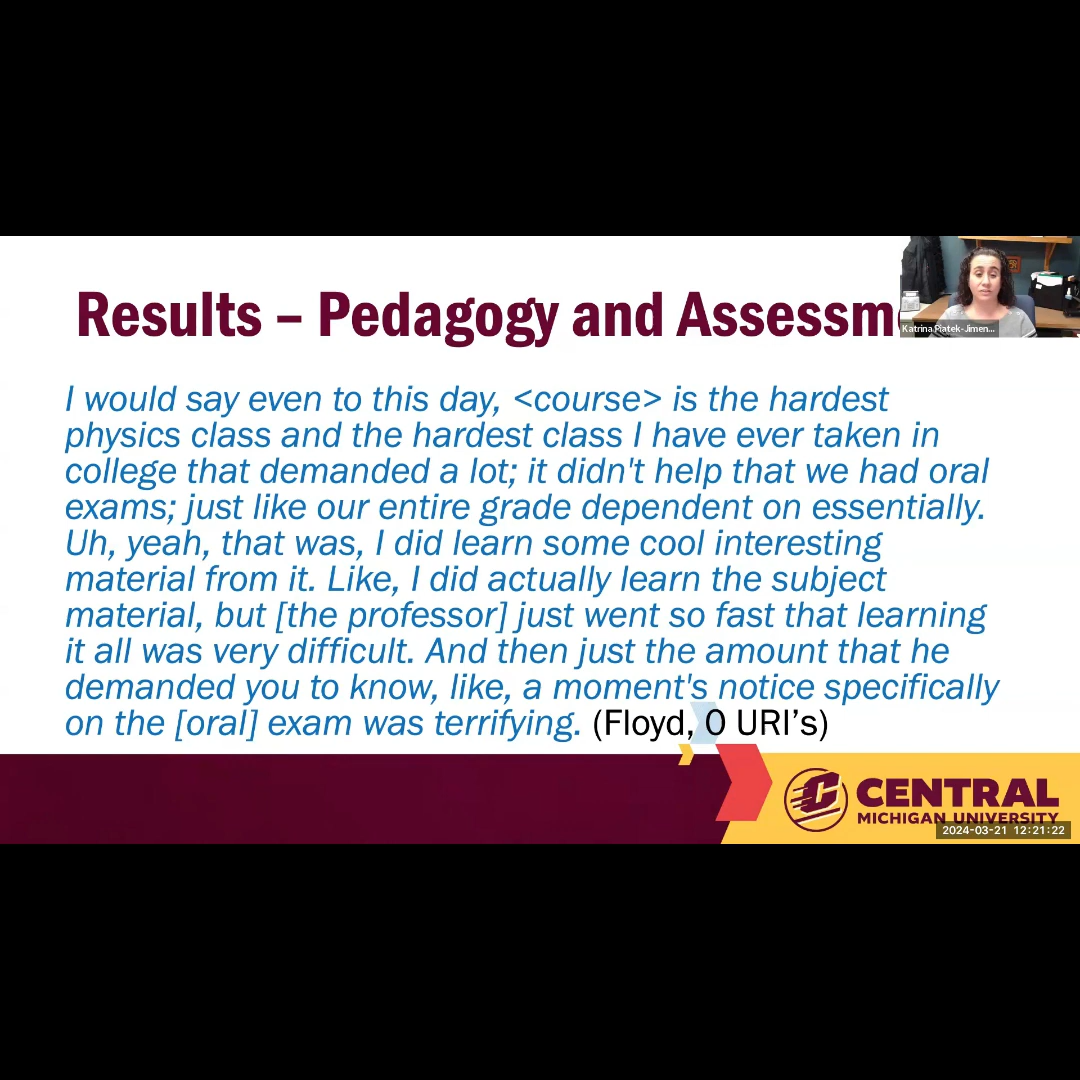 Results – Pedagogy and Assessm
Katrina Piatek-Jimen...
I would say even to this day, <course> is the hardest
physics class and the hardest class I have ever taken in
college that demanded a lot; it didn't help that we had oral
exams; just like our entire grade dependent on essentially.
Uh, yeah, that was, I did learn some cool interesting
material from it. Like, I did actually learn the subject
material, but [the professor] just went so fast that learning
it all was very difficult. And then just the amount that he
demanded you to know, like, a moment's notice specifically
on the [oral] exam was terrifying. (Floyd, 0 URI’s)
CENTRAL
MICHIGAN UNIVERSITY
2024-03-21 12:21:22